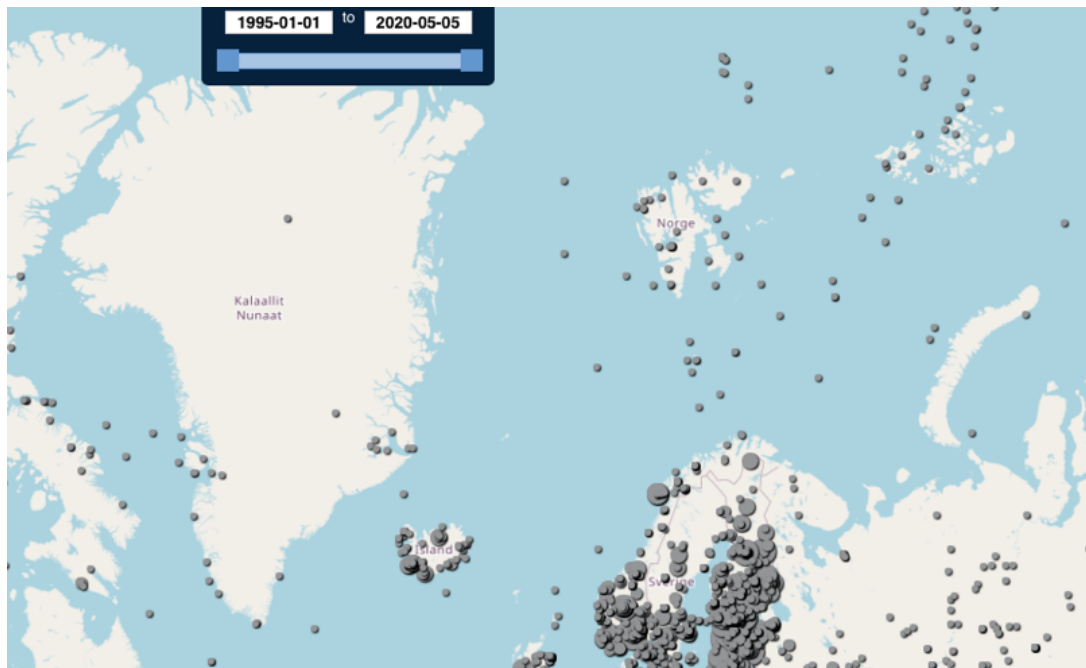 1995-01-01 to 2020-05-05
Norge
Kalaallit
Nunaat
Ísland
Sverige